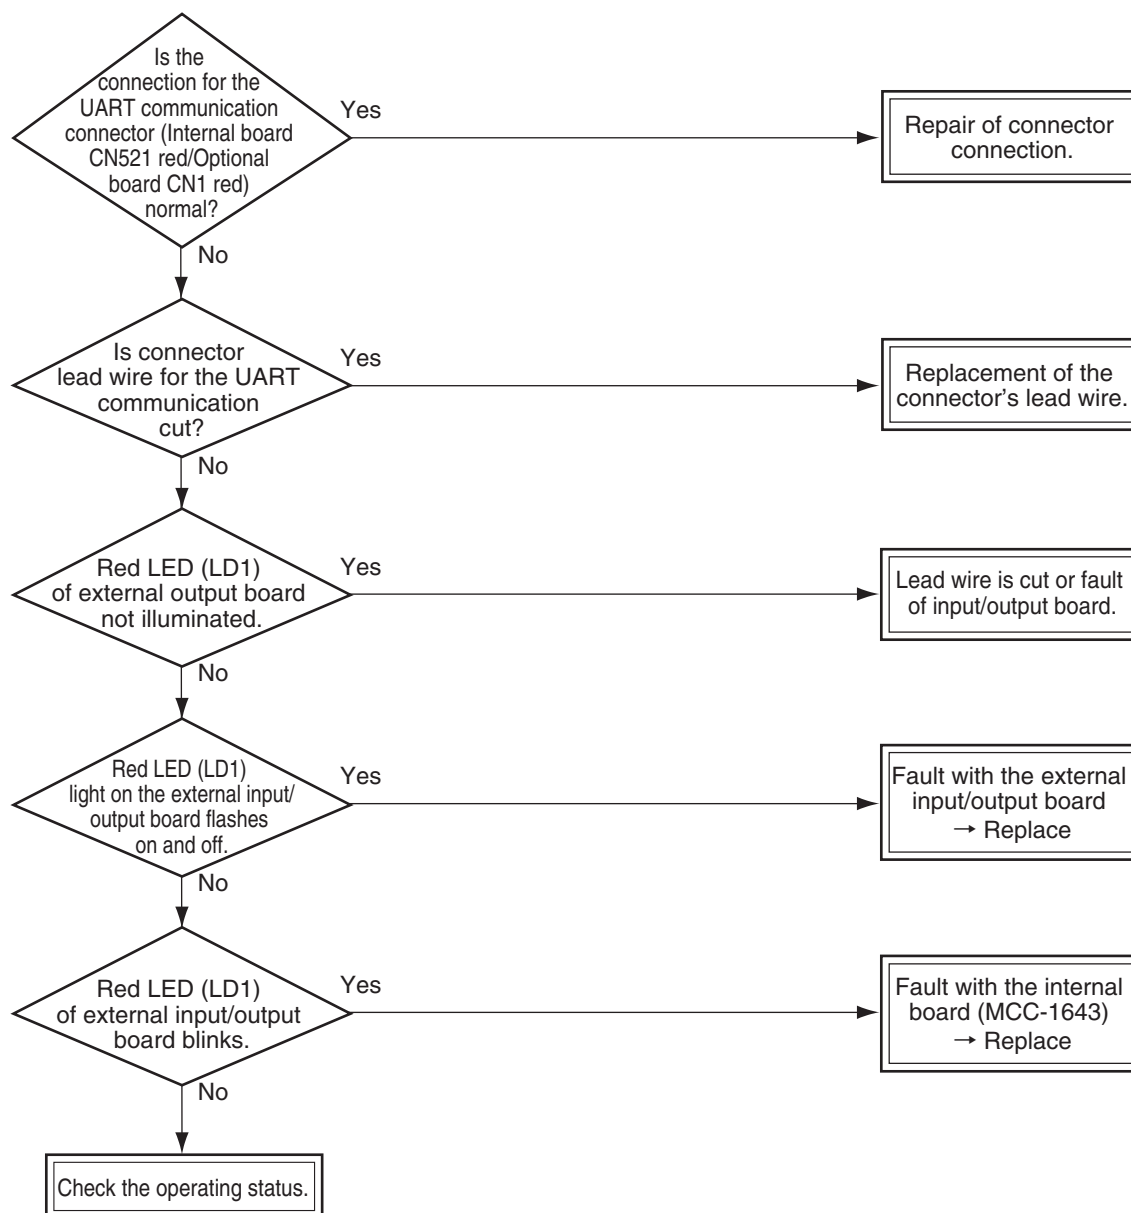 Is the
connection for the
UART communication
connector (Internal board
CN521 red/Optional
board CN1 red)
normal?
Yes
Repair of connector
connection.
No
Is connector
lead wire for the UART
communication
cut?
Yes
Replacement of the
connector's lead wire.
No
Red LED (LD1)
of external output board
not illuminated.
Yes
Lead wire is cut or fault
of input/output board.
No
Red LED (LD1)
light on the external input/
output board flashes
on and off.
Yes
Fault with the external
input/output board
→ Replace
No
Red LED (LD1)
of external input/output
board blinks.
Yes
Fault with the internal
board (MCC-1643)
→ Replace
No
Check the operating status.